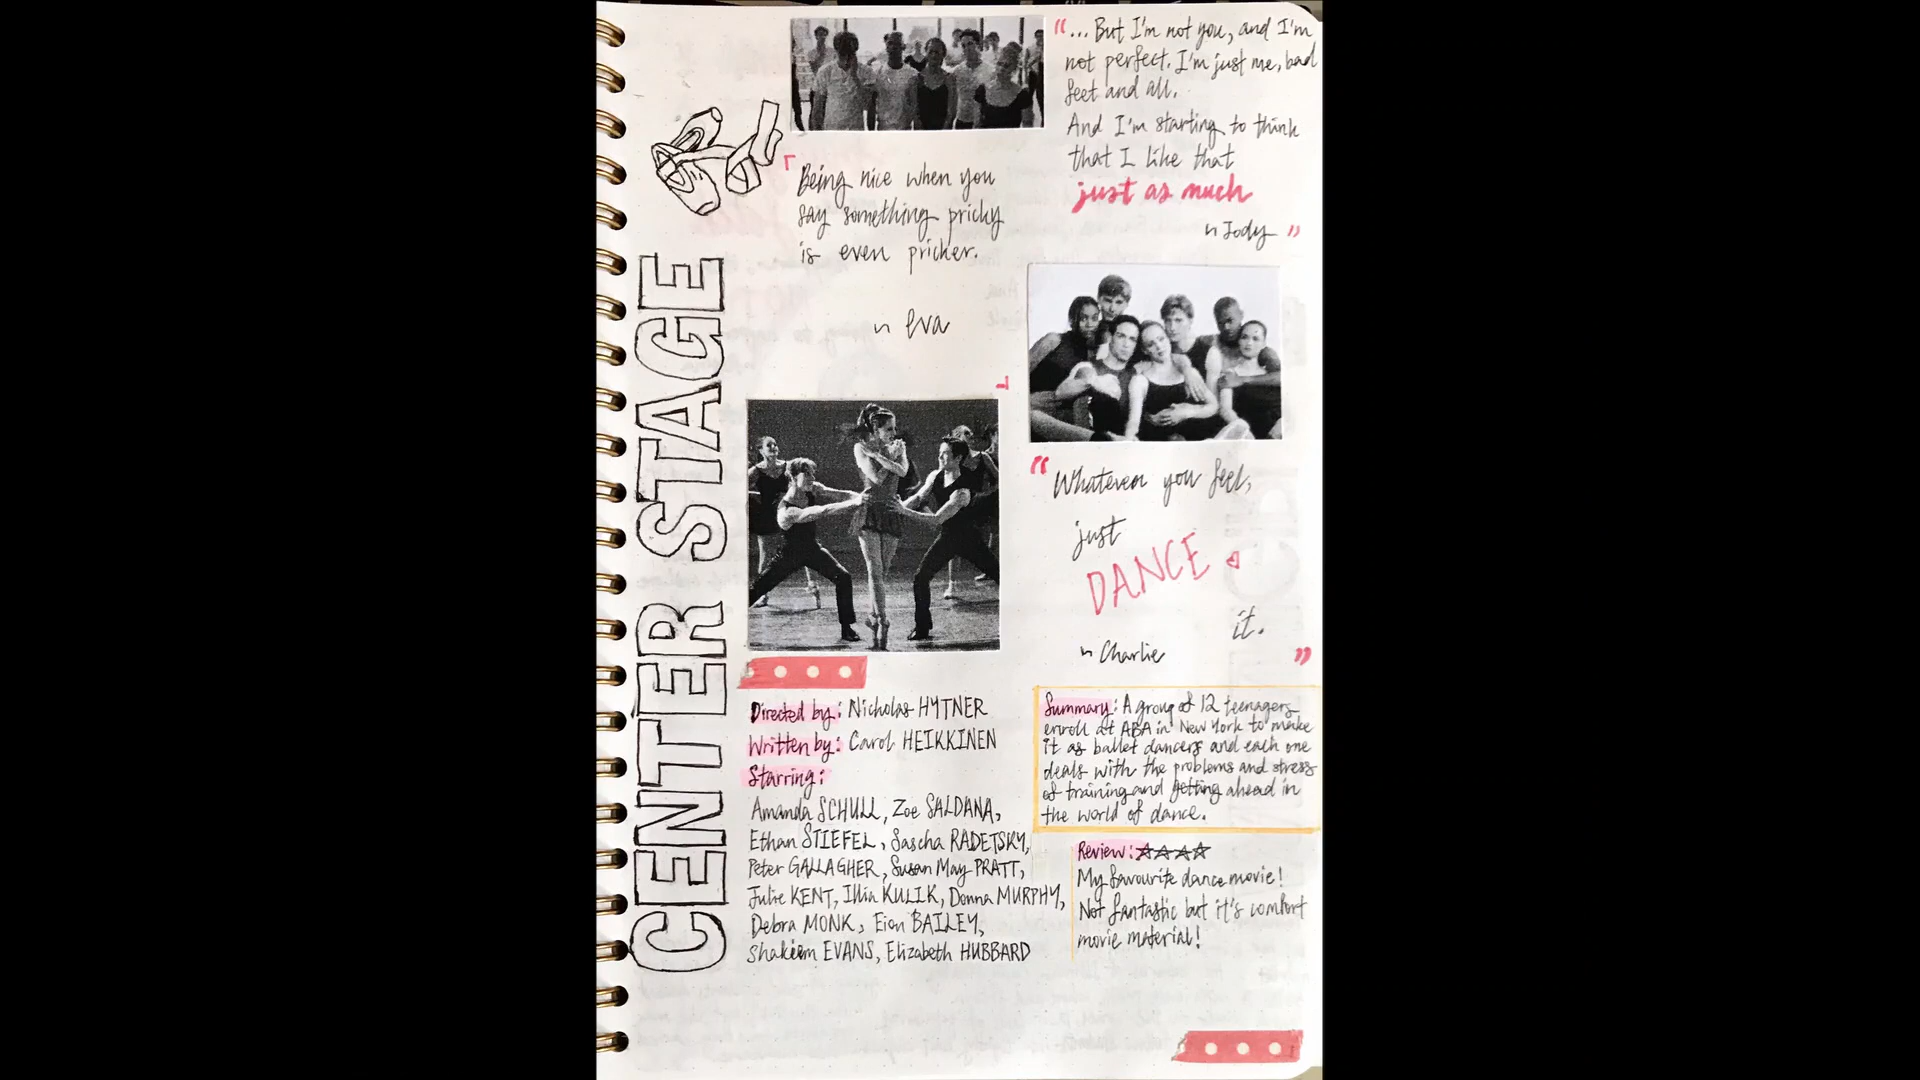 CENTER STAGE
Being nice when you
say something pricky
is even pricker.
~ Eva
"... But I'm not you, and I'm
not perfect. I'm just me, bad
feet and all.
And I'm starting to think
that I like that
just as much
~ Jody "
" Whatever you feel,
just
DANCE
it.
~ Charlie "
Directed by: Nicholas HYTNER
Written by: Carol HEIKKINEN
Starring:
Amanda SCHULL, Zoe SALDANA,
Ethan STIEFEL, Sascha RADETSKY,
Peter GALLAGHER, Susan May PRATT,
Julie KENT, Illia KULIK, Donna MURPHY,
Debra MONK, Eion BAILEY,
Shakiem EVANS, Elizabeth HUBBARD
Summary: A group of 12 teenagers
enroll at ABA in New York to make
it as ballet dancers and each one
deals with the problems and stress
of training and getting ahead in
the world of dance.
Review: ★★★★
My favourite dance movie!
Not fantastic but it's comfort
movie material!